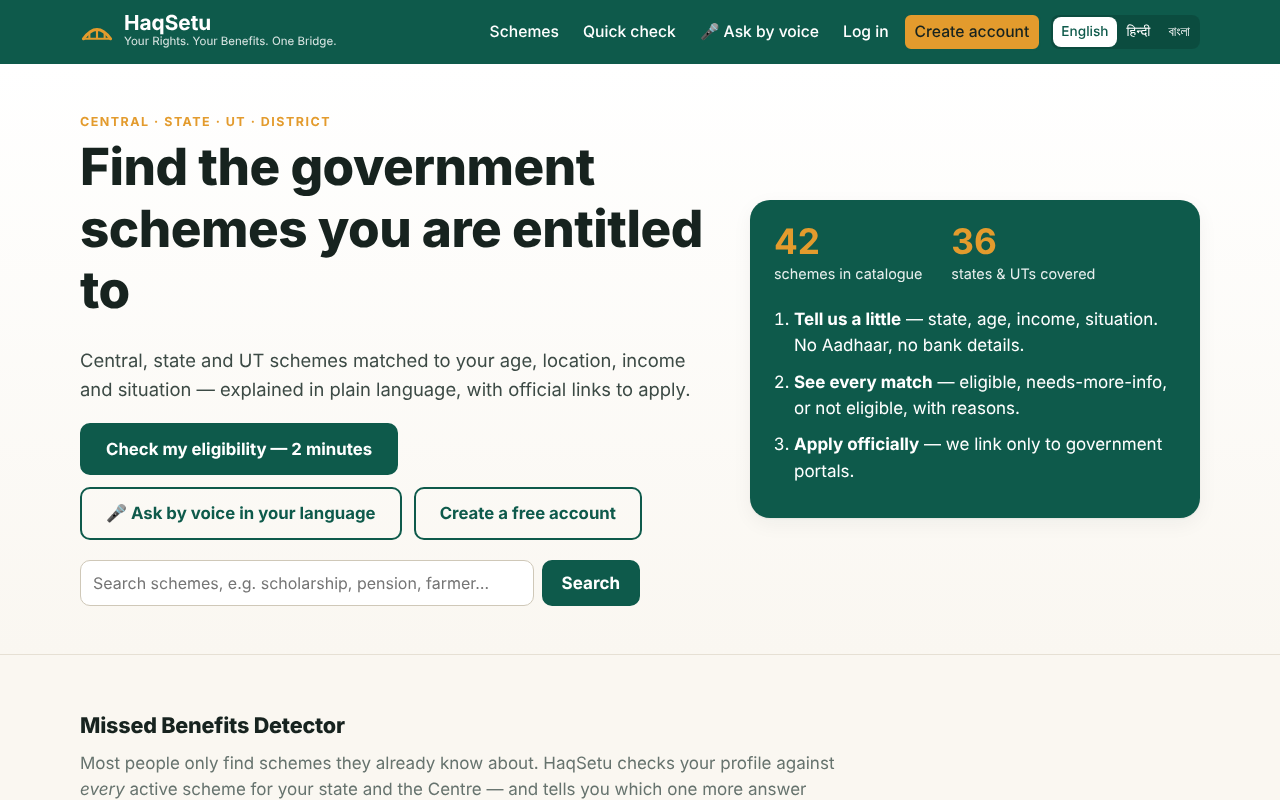 HaqSetu
Your Rights. Your Benefits. One Bridge.
Schemes
Quick check
🎤 Ask by voice
Log in
Create account
English
हिन्दी
বাংলা
CENTRAL · STATE · UT · DISTRICT
Find the government
schemes you are entitled
to
Central, state and UT schemes matched to your age, location, income
and situation — explained in plain language, with official links to apply.
Check my eligibility — 2 minutes
🎤 Ask by voice in your language
Create a free account
Search schemes, e.g. scholarship, pension, farmer...
Search
42
schemes in catalogue
36
states & UTs covered
1. Tell us a little — state, age, income, situation.
No Aadhaar, no bank details.
2. See every match — eligible, needs-more-info,
or not eligible, with reasons.
3. Apply officially — we link only to government
portals.
Missed Benefits Detector
Most people only find schemes they already know about. HaqSetu checks your profile against
every active scheme for your state and the Centre — and tells you which one more answer